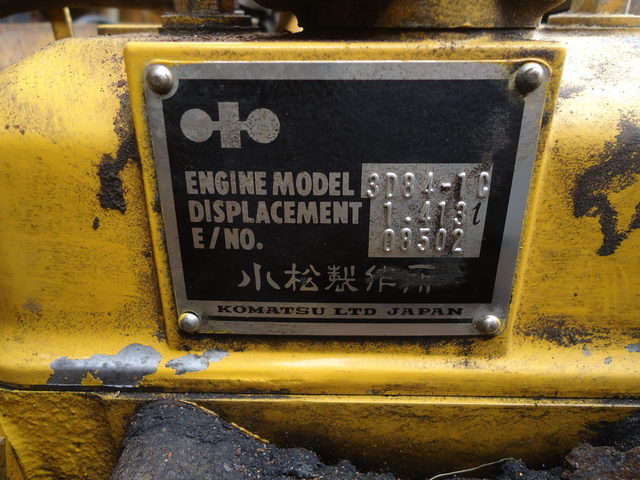 ENGINE MODEL 3D84-1C
DISPLACEMENT 1.413ℓ
E/NO. 08502
小松製作所
KOMATSU LTD JAPAN